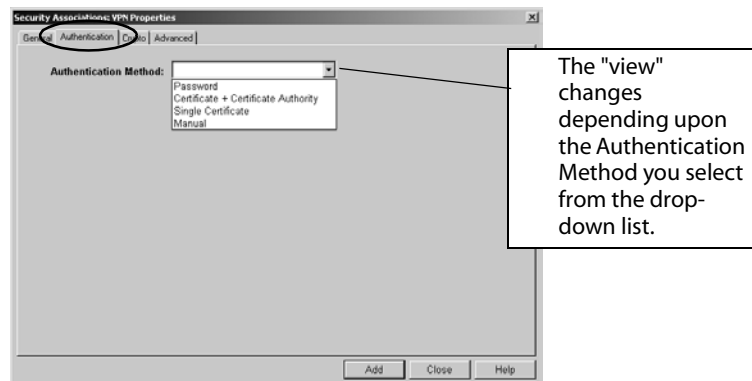 Security Associations: VPN Properties
General Authentication Crypto Advanced
Authentication Method:
Password
Certificate + Certificate Authority
Single Certificate
Manual
The "view"
changes
depending upon
the Authentication
Method you select
from the drop-
down list.
Add Close Help